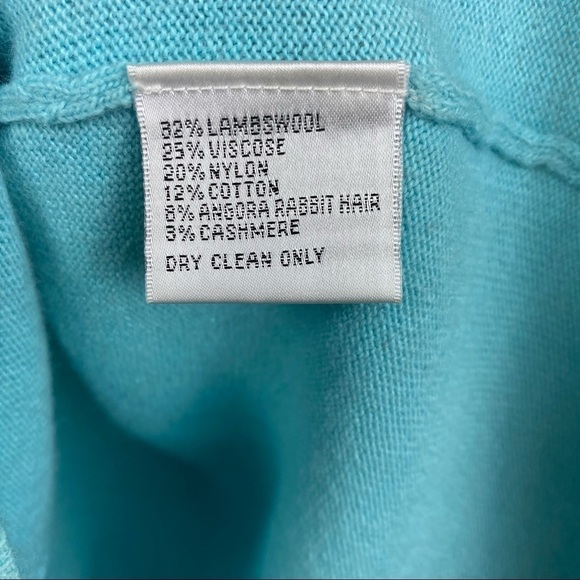 32% LAMBSWOOL
25% VISCOSE
20% NYLON
12% COTTON
8% ANGORA RABBIT HAIR
3% CASHMERE
DRY CLEAN ONLY